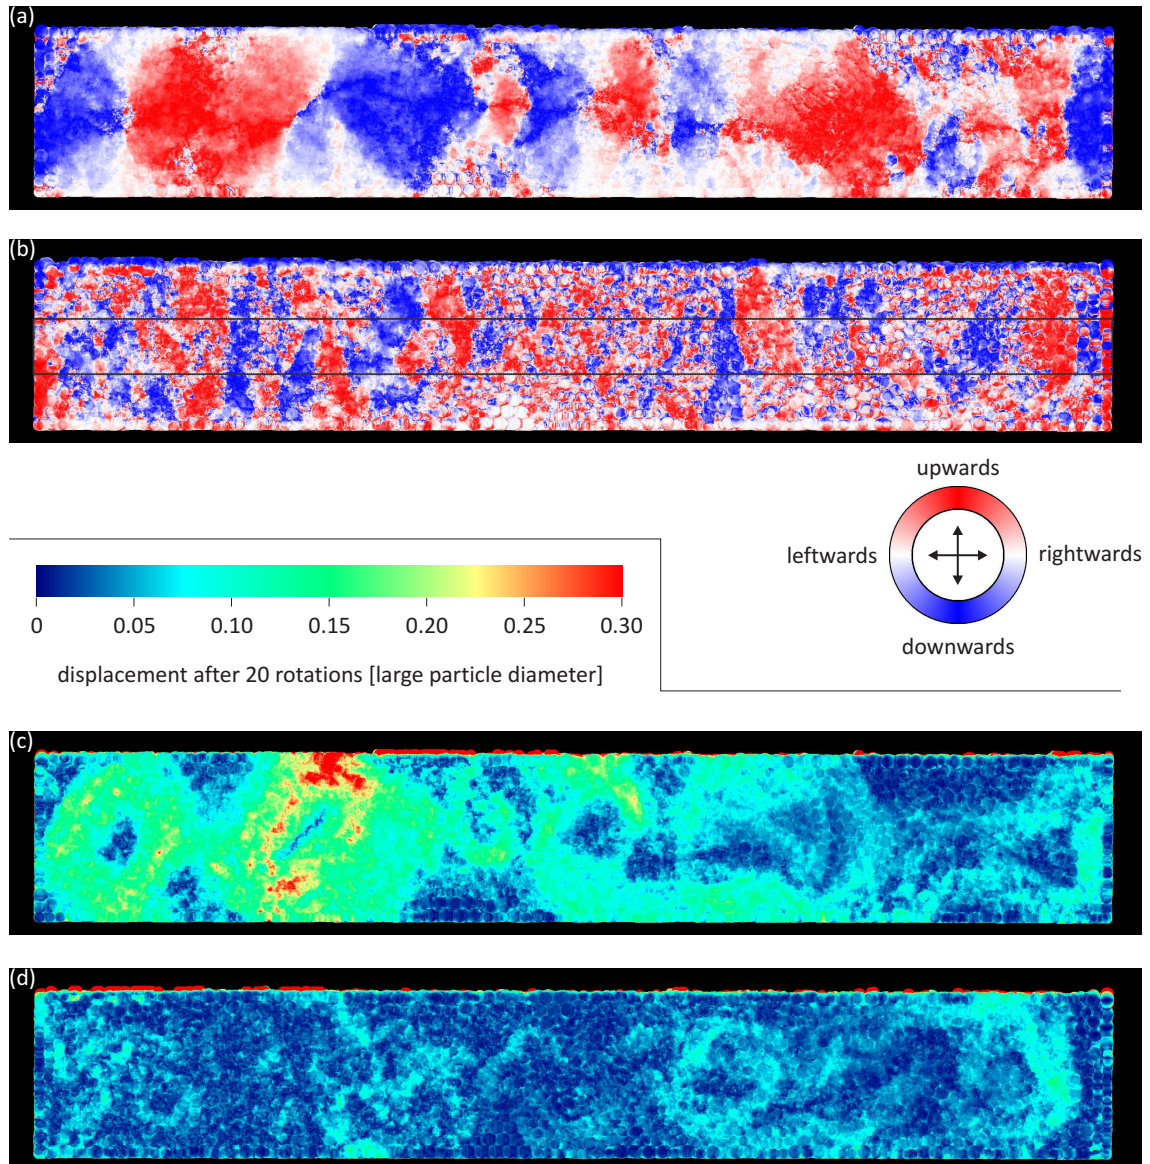 (a)
(b)
upwards
leftwards
rightwards
downwards
0 0.05 0.10 0.15 0.20 0.25 0.30
displacement after 20 rotations [large particle diameter]
(c)
(d)